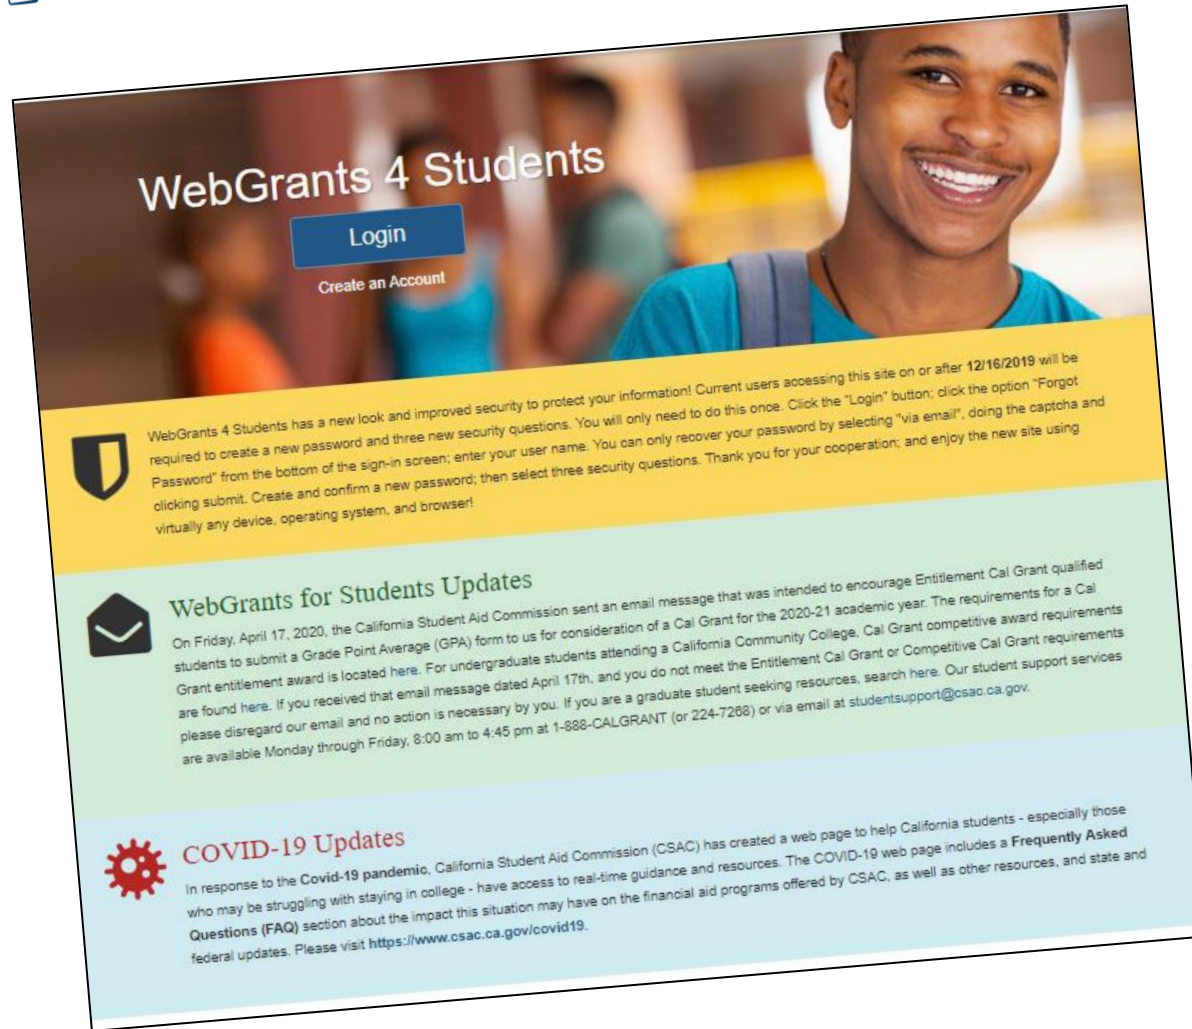 WebGrants 4 Students
Login
Create an Account
WebGrants 4 Students has a new look and improved security to protect your information! Current users accessing this site on or after 12/16/2019 will be
required to create a new password and three new security questions. You will only need to do this once. Click the "Login" button; click the option "Forgot
Password" from the bottom of the sign-in screen; enter your user name. You can only recover your password by selecting "via email", doing the captcha and
clicking submit. Create and confirm a new password; then select three security questions. Thank you for your cooperation; and enjoy the new site using
virtually any device, operating system, and browser!
WebGrants for Students Updates
On Friday, April 17, 2020, the California Student Aid Commission sent an email message that was intended to encourage Entitlement Cal Grant qualified
students to submit a Grade Point Average (GPA) form to us for consideration of a Cal Grant for the 2020-21 academic year. The requirements for a Cal
Grant entitlement award is located here. For undergraduate students attending a California Community College, Cal Grant competitive award requirements
are found here. If you received that email message dated April 17th, and you do not meet the Entitlement Cal Grant or Competitive Cal Grant requirements
please disregard our email and no action is necessary by you. If you are a graduate student seeking resources, search here. Our student support services
are available Monday through Friday, 8:00 am to 4:45 pm at 1-888-CALGRANT (or 224-7268) or via email at studentsupport@csac.ca.gov.
COVID-19 Updates
In response to the Covid-19 pandemic, California Student Aid Commission (CSAC) has created a web page to help California students - especially those
who may be struggling with staying in college - have access to real-time guidance and resources. The COVID-19 web page includes a Frequently Asked
Questions (FAQ) section about the impact this situation may have on the financial aid programs offered by CSAC, as well as other resources, and state and
federal updates. Please visit https://www.csac.ca.gov/covid19.